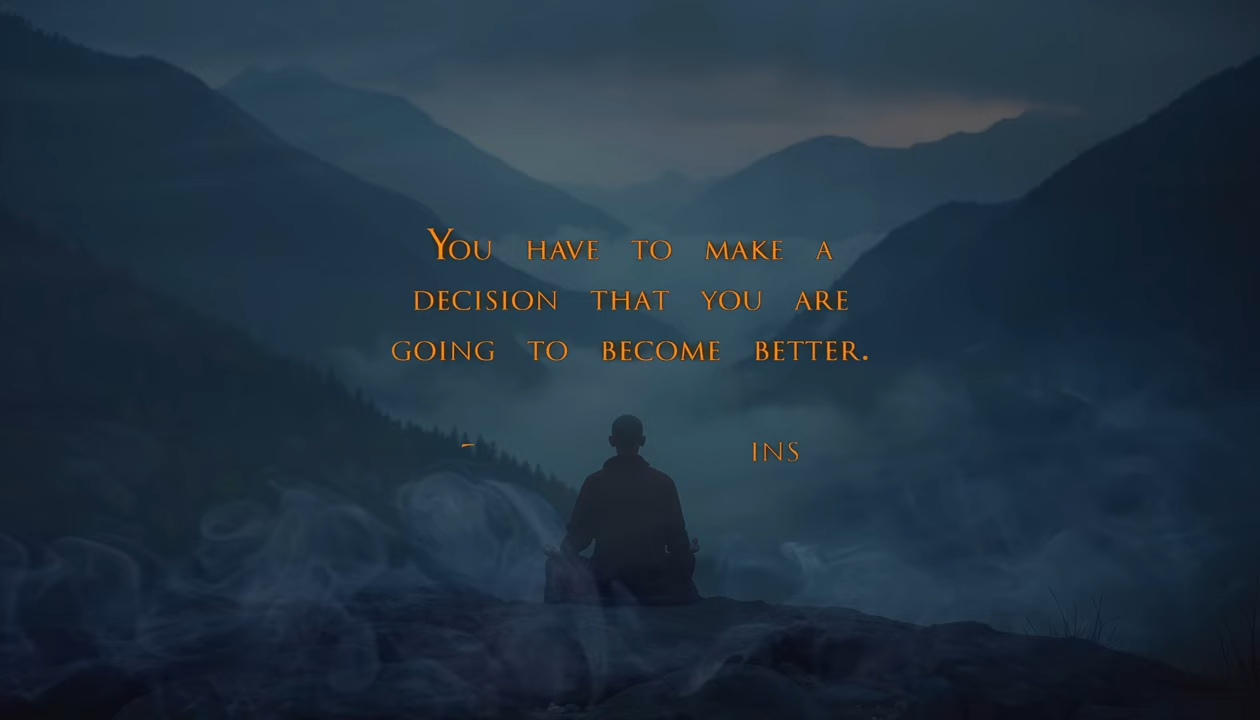 You have to make a
decision that you are
going to become better.
- ins